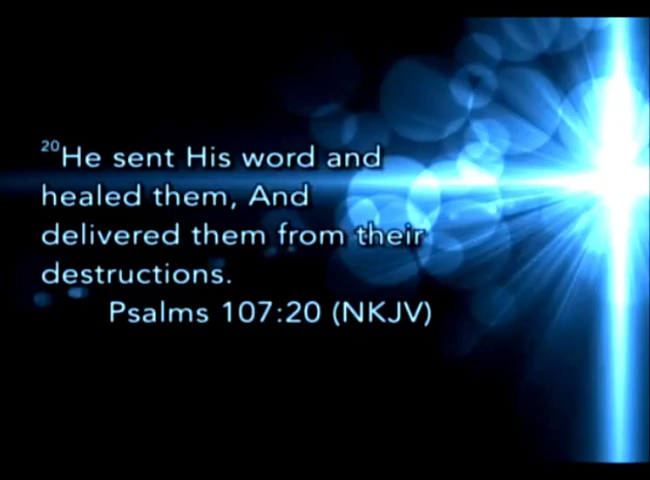 ²⁰He sent His word and
healed them, And
delivered them from their
destructions.
Psalms 107:20 (NKJV)